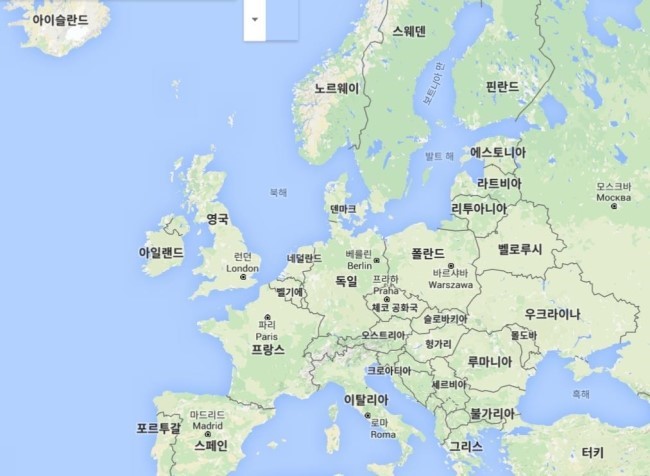 아이슬란드
스웨덴
노르웨이
핀란드
보트니아 만
에스토니아
발트 해
라트비아
모스크바
Москва
북해
덴마크
리투아니아
영국
아일랜드
런던
London
네덜란드
베를린
Berlin
폴란드
벨로루시
독일
바르샤바
Warszawa
벨기에
프라하
Praha
체코 공화국
슬로바키아
우크라이나
파리
Paris
프랑스
오스트리아
헝가리
몰도바
루마니아
크로아티아
세르비아
흑해
이탈리아
마드리드
Madrid
로마
Roma
불가리아
포르투갈
스페인
그리스
터키